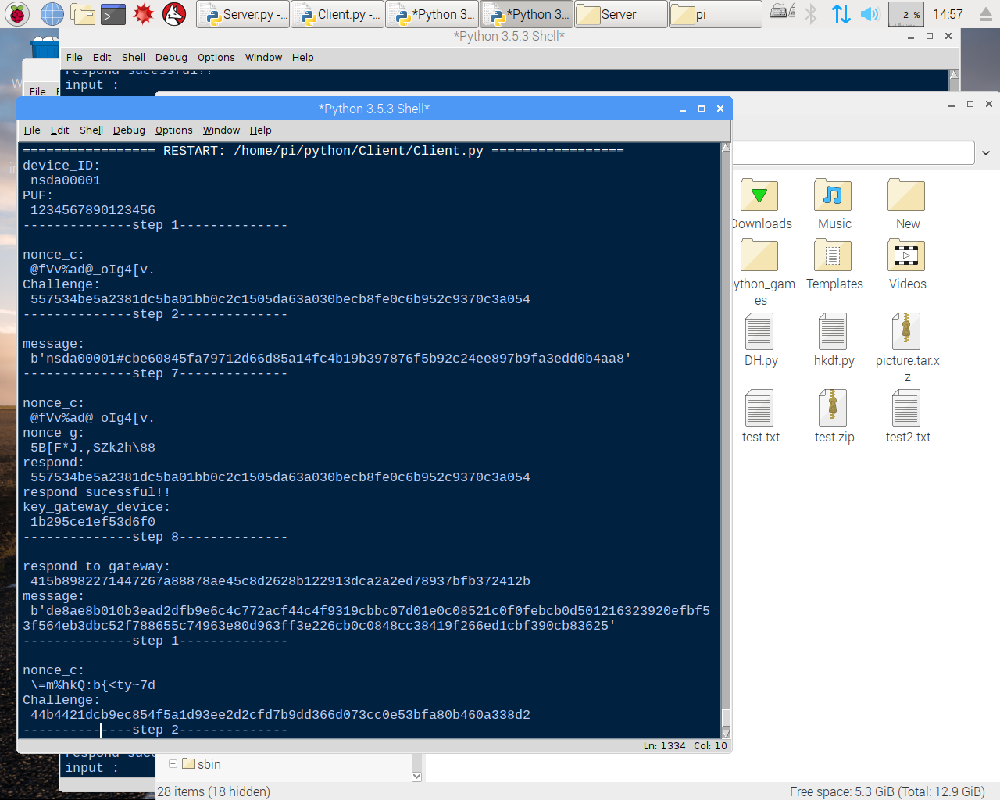 Server.py -...
Client.py -...
*Python 3...
*Python 3...
Server
pi
2 %
14:57
*Python 3.5.3 Shell*
File Edit Shell Debug Options Window Help
respond sucessful!!
input :
File
*Python 3.5.3 Shell*
File Edit Shell Debug Options Window Help
================= RESTART: /home/pi/python/Client/Client.py =================
device_ID:
nsda00001
PUF:
1234567890123456
--------------step 1--------------
nonce_c:
@fVv%ad@_oIg4[v.
Challenge:
557534be5a2381dc5ba01bb0c2c1505da63a030becb8fe0c6b952c9370c3a054
--------------step 2--------------
message:
b'nsda00001#cbe60845fa79712d66d85a14fc4b19b397876f5b92c24ee897b9fa3edd0b4aa8'
--------------step 7--------------
nonce_c:
@fVv%ad@_oIg4[v.
nonce_g:
5B[F*J.,SZk2h\88
respond:
557534be5a2381dc5ba01bb0c2c1505da63a030becb8fe0c6b952c9370c3a054
respond sucessful!!
key_gateway_device:
1b295ce1ef53d6f0
--------------step 8--------------
respond to gateway:
415b8982271447267a88878ae45c8d2628b122913dca2a2ed78937bfb372412b
message:
b'de8ae8b010b3ead2dfb9e6c4c772acf44c4f9319cbbc07d01e0c08521c0f0febcb0d501216323920efbf5
3f564eb3dbc52f788655c74963e80d963ff3e226cb0c0848cc38419f266ed1cbf390cb83625'
--------------step 1--------------
nonce_c:
\=m%hkQ:b{<ty~7d
Challenge:
44b4421dcb9ec854f5a1d93ee2d2cfd7b9dd366d073cc0e53bfa80b460a338d2
--------------step 2--------------
Ln: 1334 Col: 10
Downloads
Music
New
ython_gam
es
Templates
Videos
DH.py
hkdf.py
picture.tar.x
z
test.txt
test.zip
test2.txt
respond suc
input :
sbin
28 items (18 hidden)
Free space: 5.3 GiB (Total: 12.9 GiB)